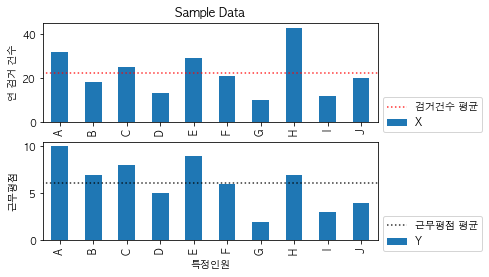 Sample Data
연 검거 건수
40
20
0
A B C D E F G H I J
검거건수 평균
X
근무평점
10
5
0
A B C D E F G H I J
특정인원
근무평점 평균
Y